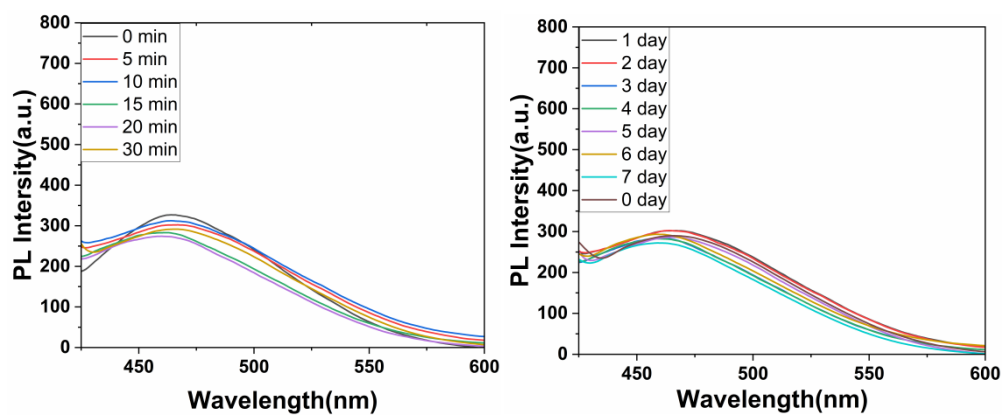 800
700
600
500
400
300
200
100
0
0 min
5 min
10 min
15 min
20 min
30 min
PL Intersity(a.u.)
450 500 550 600
Wavelength(nm)
800
700
600
500
400
300
200
100
0
1 day
2 day
3 day
4 day
5 day
6 day
7 day
0 day
PL Intersity(a.u.)
450 500 550 600
Wavelength(nm)